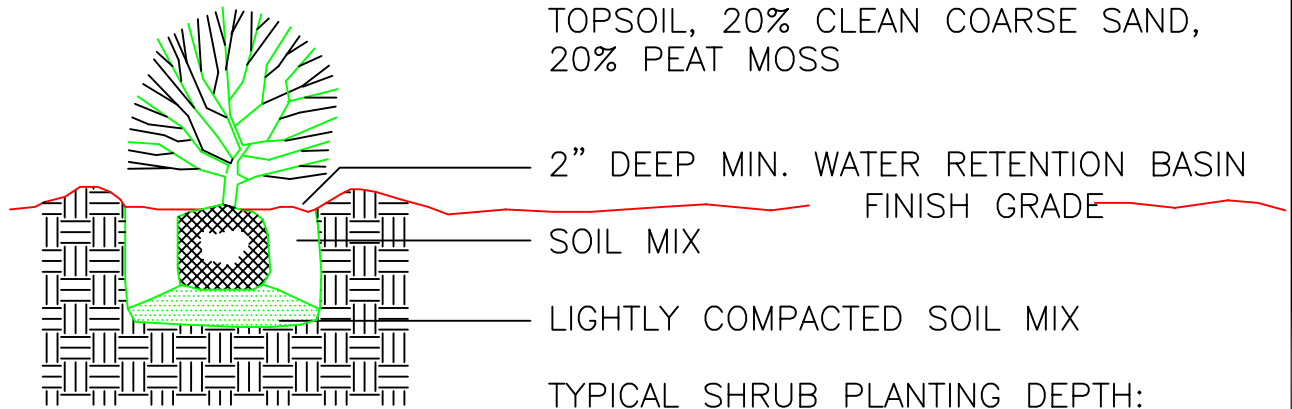 TOPSOIL, 20% CLEAN COARSE SAND,
20% PEAT MOSS
2" DEEP MIN. WATER RETENTION BASIN
FINISH GRADE
SOIL MIX
LIGHTLY COMPACTED SOIL MIX
TYPICAL SHRUB PLANTING DEPTH: